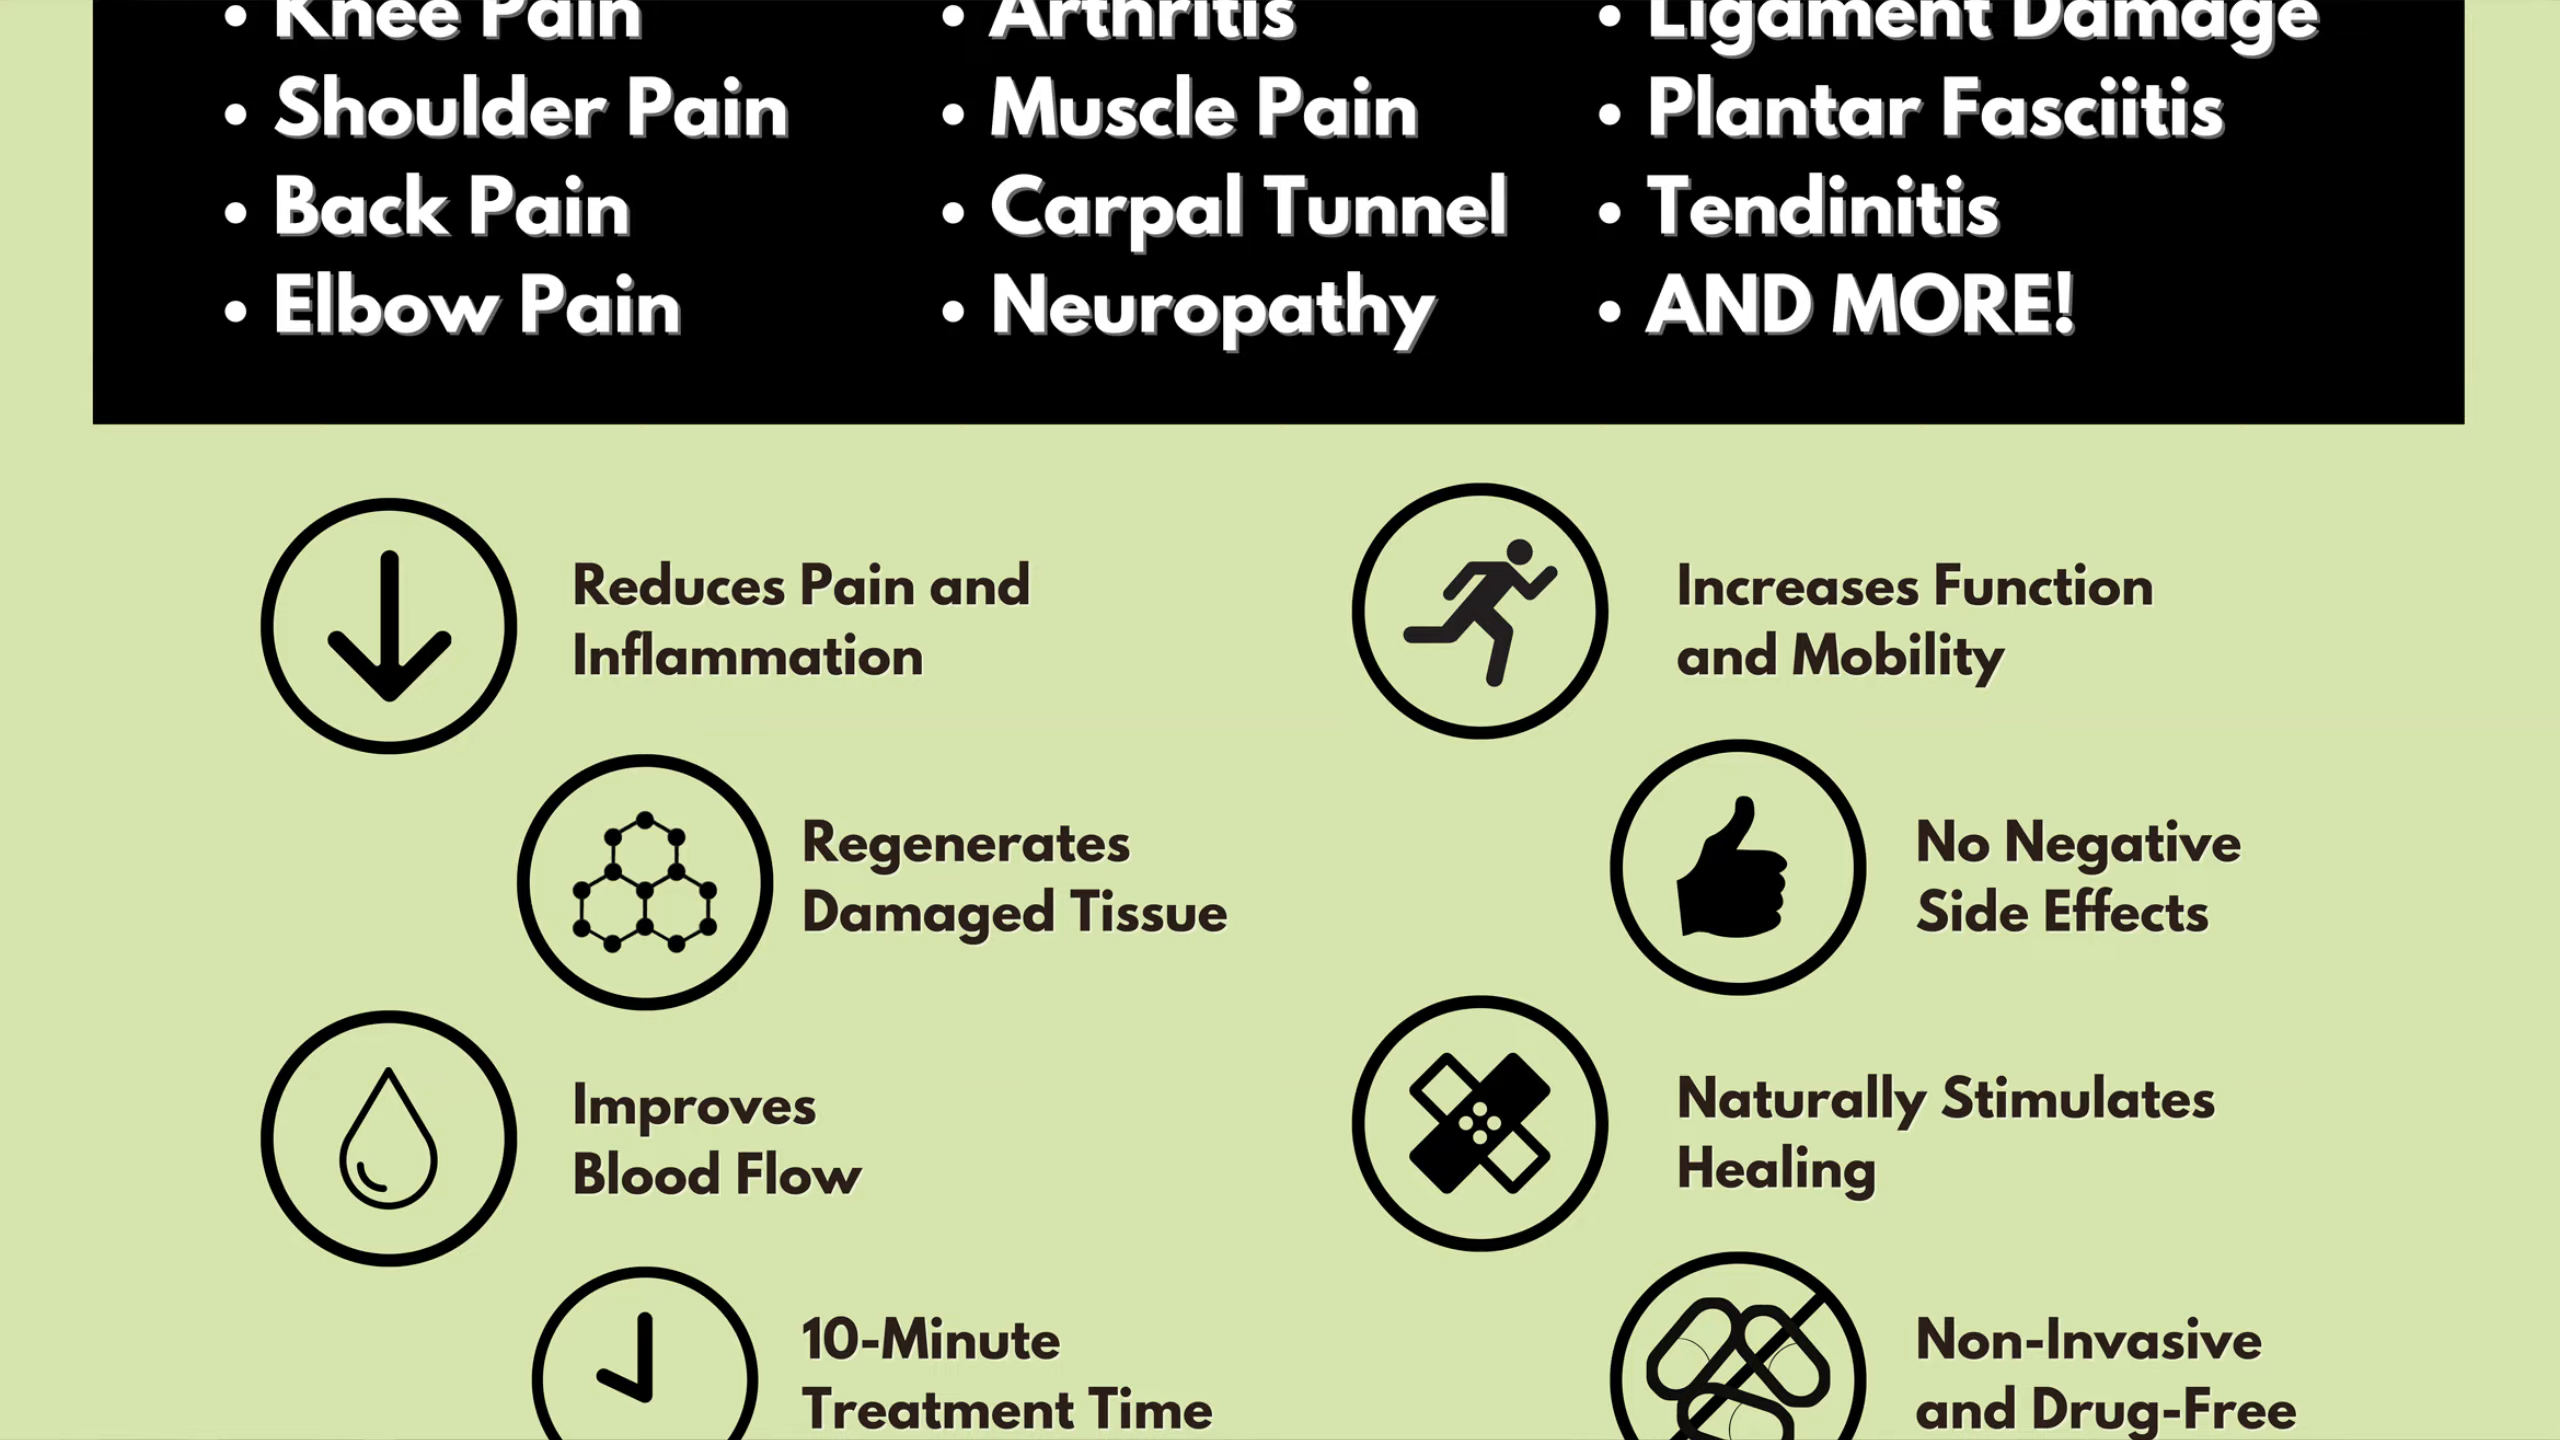 • Knee Pain
• Shoulder Pain
• Back Pain
• Elbow Pain
• Arthritis
• Muscle Pain
• Carpal Tunnel
• Neuropathy
• Ligament Damage
• Plantar Fasciitis
• Tendinitis
• AND MORE!
Reduces Pain and
Inflammation
Increases Function
and Mobility
Regenerates
Damaged Tissue
No Negative
Side Effects
Improves
Blood Flow
Naturally Stimulates
Healing
10-Minute
Treatment Time
Non-Invasive
and Drug-Free